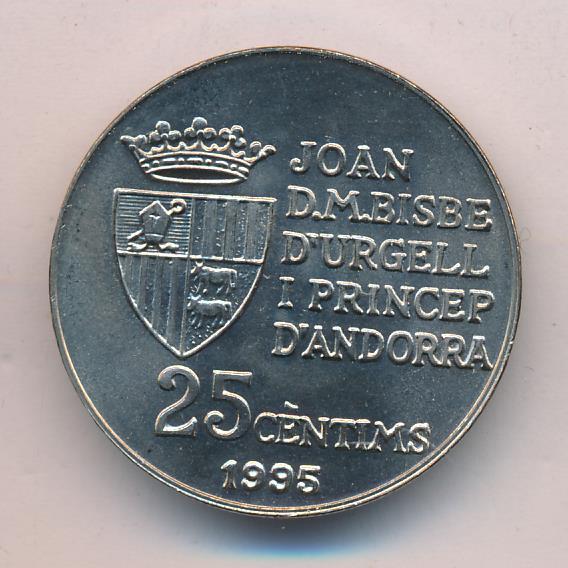 JOAN
D.M.BISBE
D'URGELL
I PRINCEP
D'ANDORRA
25 CÈNTIMS
1995